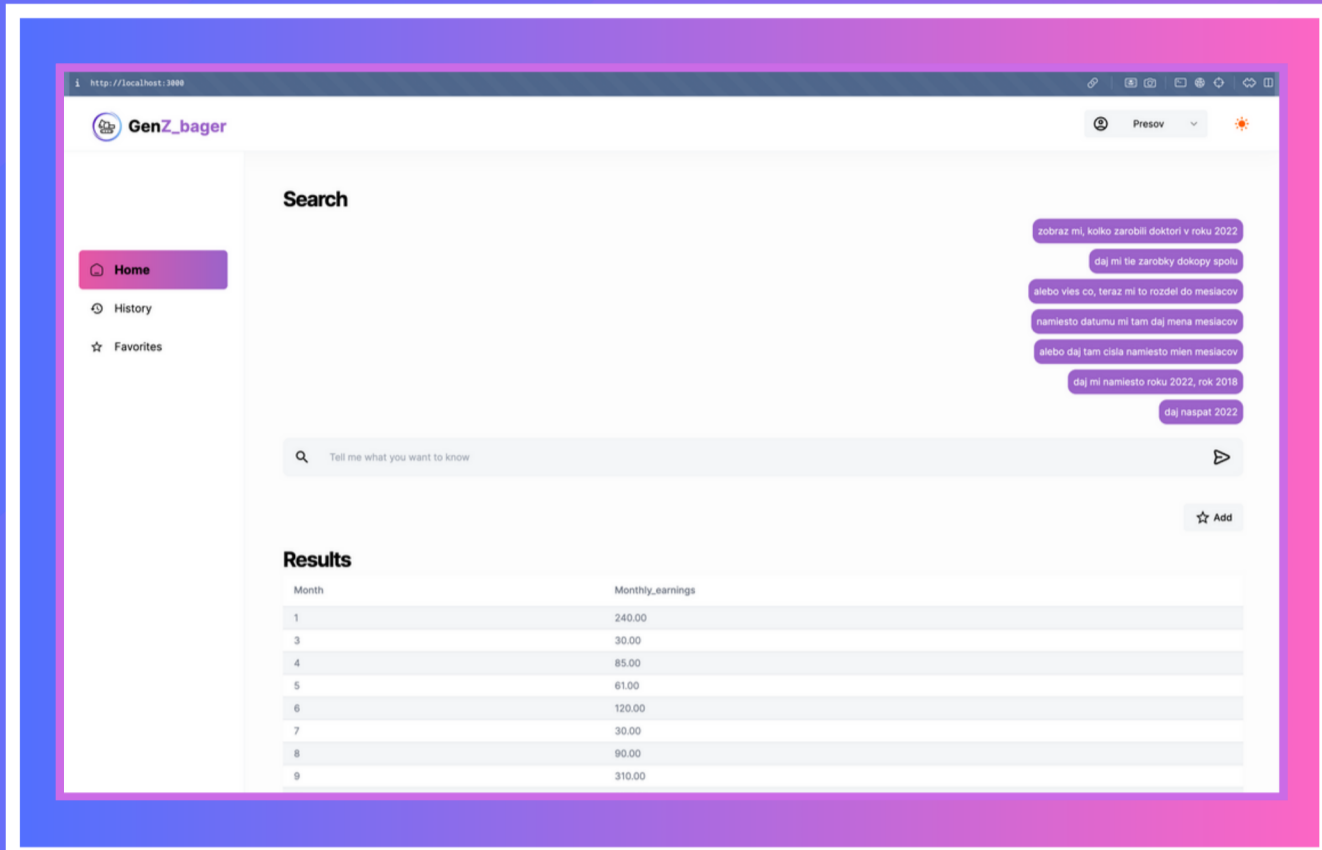 i http://localhost:3000
GenZ_bager
Presov
Search
zobraz mi, kolko zarobili doktori v roku 2022
daj mi tie zarobky dokopy spolu
alebo vies co, teraz mi to rozdel do mesiacov
namiesto datumu mi tam daj mena mesiacov
alebo daj tam cisla namiesto mien mesiacov
daj mi namiesto roku 2022, rok 2018
daj naspat 2022
Home
History
Favorites
Tell me what you want to know
Add
Results
Month Monthly_earnings
1 240.00
3 30.00
4 85.00
5 61.00
6 120.00
7 30.00
8 90.00
9 310.00